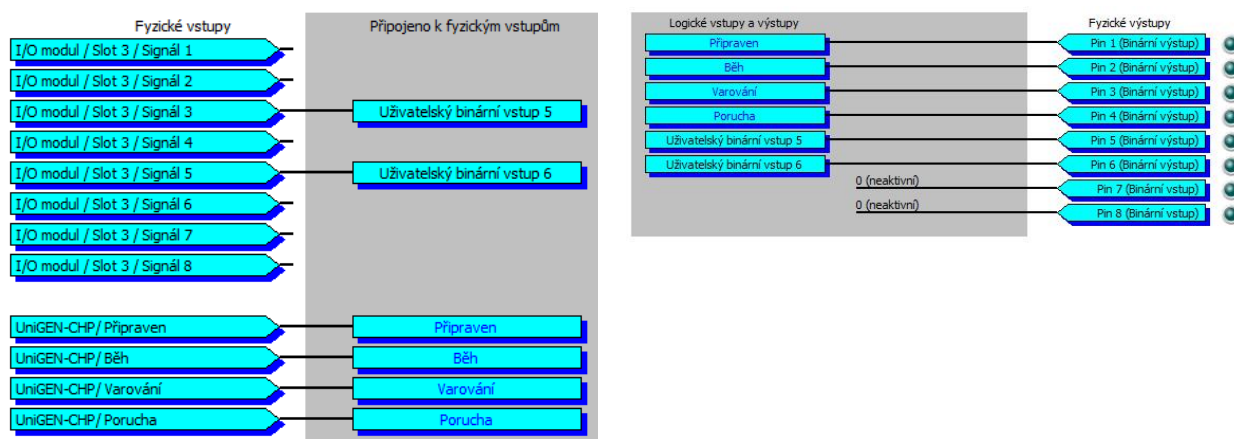 Fyzické vstupy
Připojeno k fyzickým vstupům
I/O modul / Slot 3 / Signál 1
I/O modul / Slot 3 / Signál 2
I/O modul / Slot 3 / Signál 3
Uživatelský binární vstup 5
I/O modul / Slot 3 / Signál 4
I/O modul / Slot 3 / Signál 5
Uživatelský binární vstup 6
I/O modul / Slot 3 / Signál 6
I/O modul / Slot 3 / Signál 7
I/O modul / Slot 3 / Signál 8
UniGEN-CHP/ Připraven
Připraven
UniGEN-CHP/ Běh
Běh
UniGEN-CHP/ Varování
Varování
UniGEN-CHP/ Porucha
Porucha
Logické vstupy a výstupy
Fyzické výstupy
Připraven
Pin 1 (Binární výstup)
Běh
Pin 2 (Binární výstup)
Varování
Pin 3 (Binární výstup)
Porucha
Pin 4 (Binární výstup)
Uživatelský binární vstup 5
Pin 5 (Binární výstup)
Uživatelský binární vstup 6
Pin 6 (Binární výstup)
0 (neaktivní)
Pin 7 (Binární vstup)
0 (neaktivní)
Pin 8 (Binární vstup)